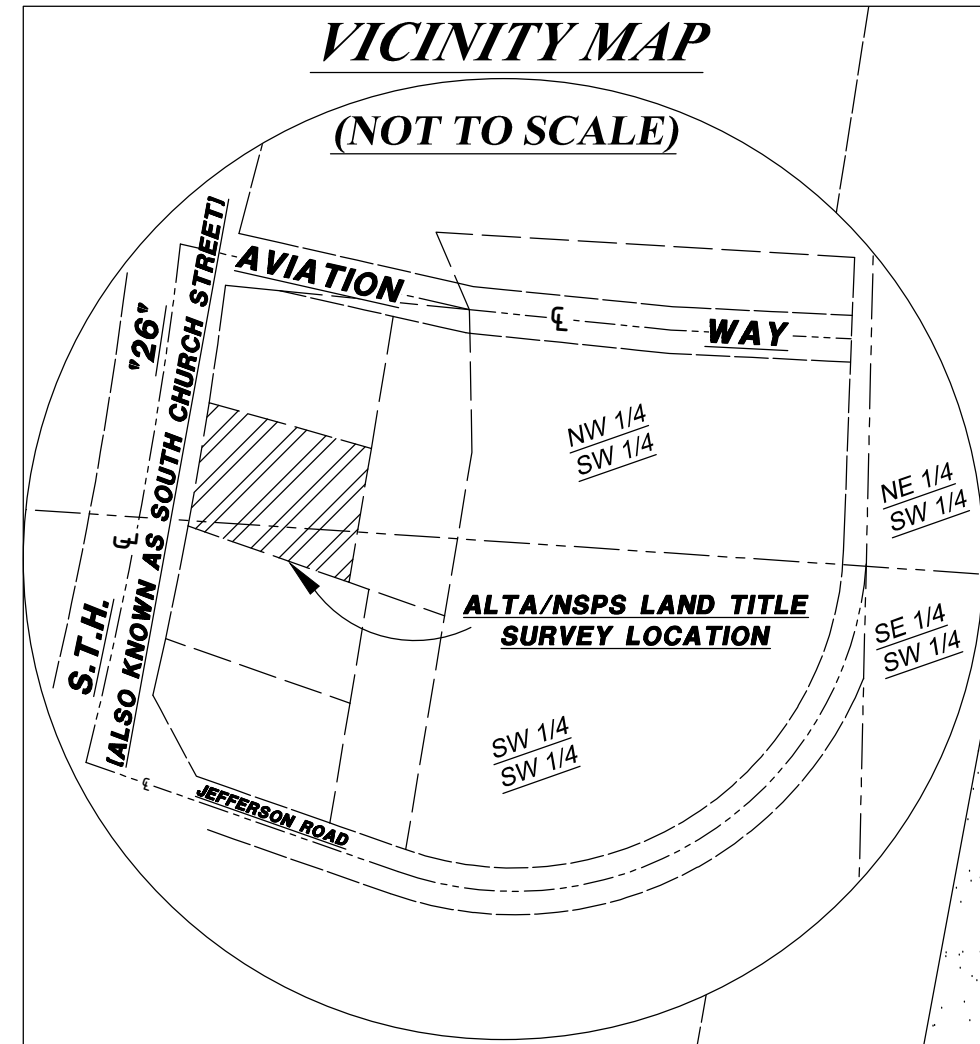 VICINITY MAP
(NOT TO SCALE)
AVIATION
WAY
℄
"26"
S.T.H.
℄
(ALSO KNOWN AS SOUTH CHURCH STREET)
NW 1/4
SW 1/4
NE 1/4
SW 1/4
ALTA/NSPS LAND TITLE
SURVEY LOCATION
SE 1/4
SW 1/4
SW 1/4
SW 1/4
℄
JEFFERSON ROAD